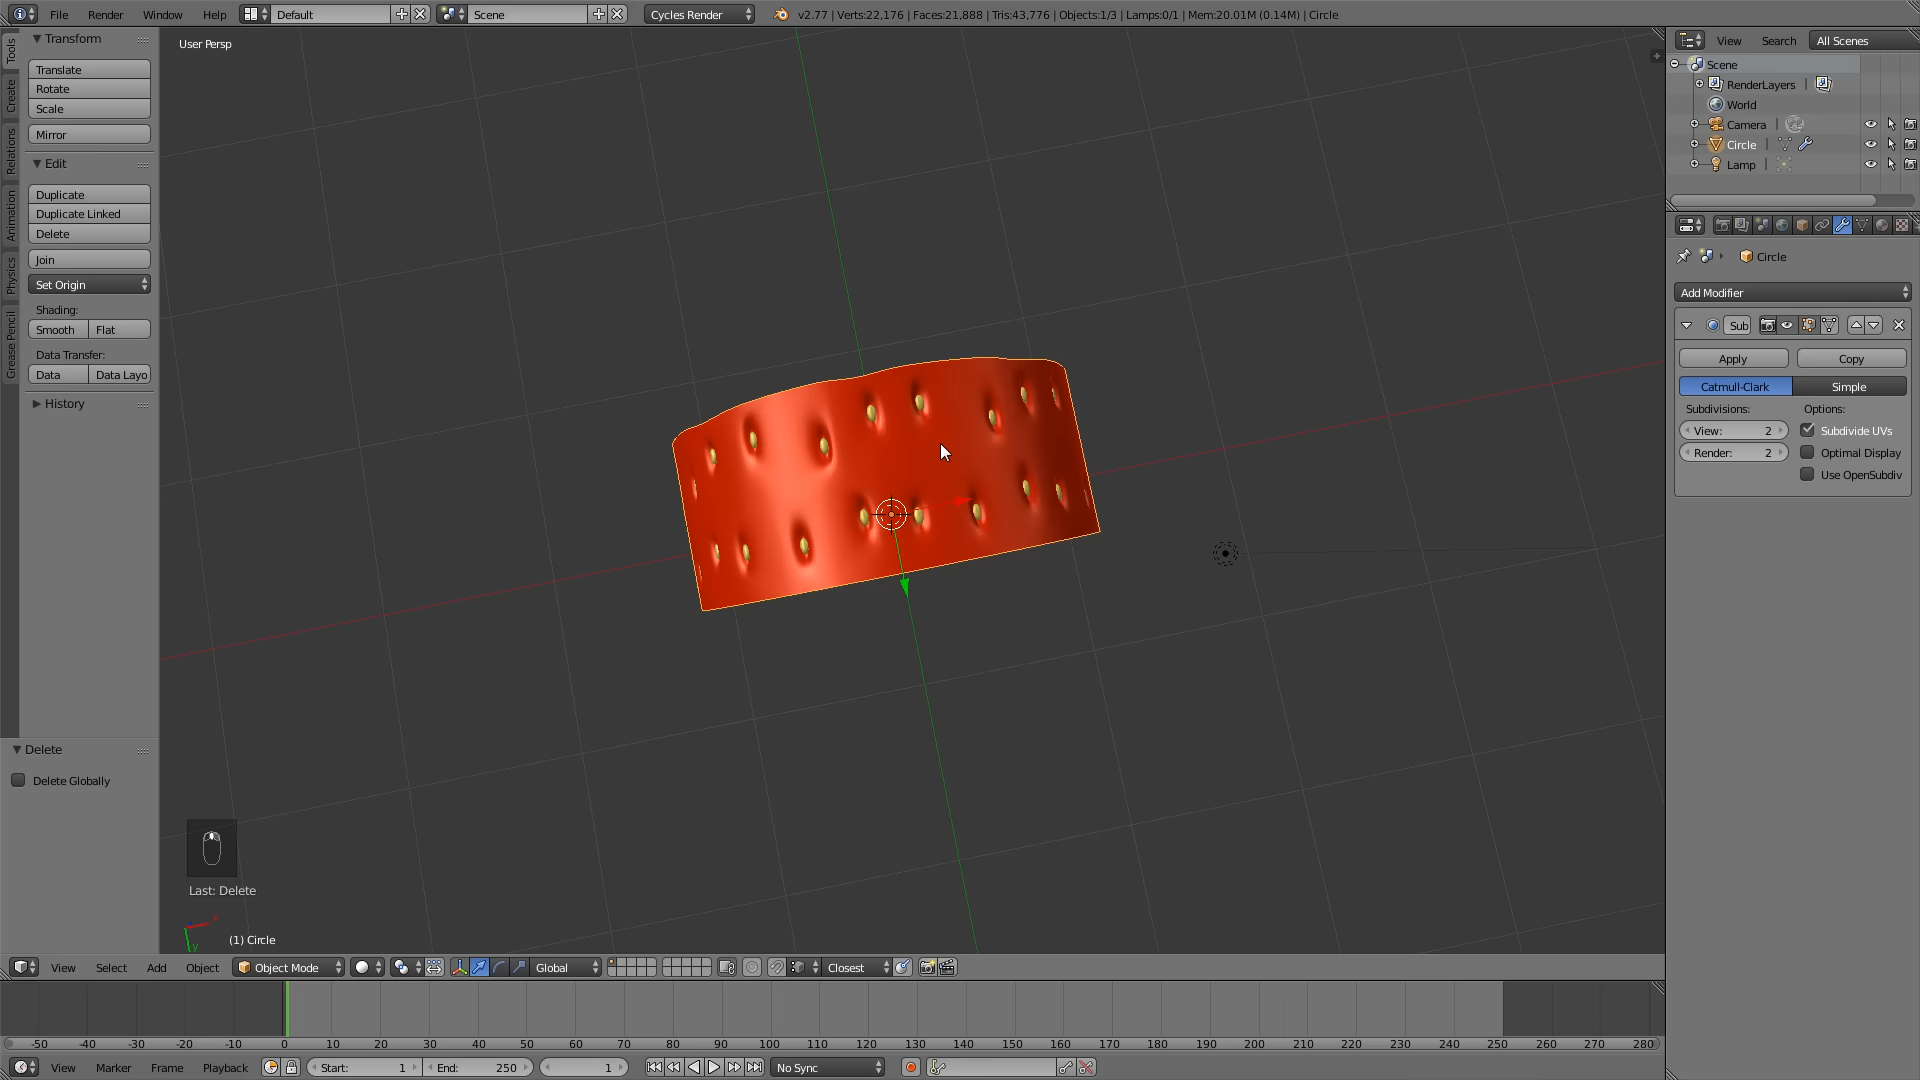 File Render Window Help Default Scene Cycles Render v2.77 | Verts:22,176 | Faces:21,888 | Tris:43,776 | Objects:1/3 | Lamps:0/1 | Mem:20.01M (0.14M) | Circle
Tools
Create
Relations
Animation
Physics
Grease Pencil
Transform
Translate
Rotate
Scale
Mirror
Edit
Duplicate
Duplicate Linked
Delete
Join
Set Origin
Shading:
Smooth Flat
Data Transfer:
Data Data Layo
History
Delete
Delete Globally
User Persp
Last: Delete
y
(1) Circle
View Search All Scenes
Scene
RenderLayers |
World
Camera |
Circle |
Lamp |
Circle
Add Modifier
Sub
Apply Copy
Catmull-Clark Simple
Subdivisions: Options:
View: 2 Subdivide UVs
Render: 2 Optimal Display
Use OpenSubdiv
View Select Add Object Object Mode Global Closest
-50 -40 -30 -20 -10 0 10 20 30 40 50 60 70 80 90 100 110 120 130 140 150 160 170 180 190 200 210 220 230 240 250 260 270 280
View Marker Frame Playback Start: 1 End: 250 1 No Sync